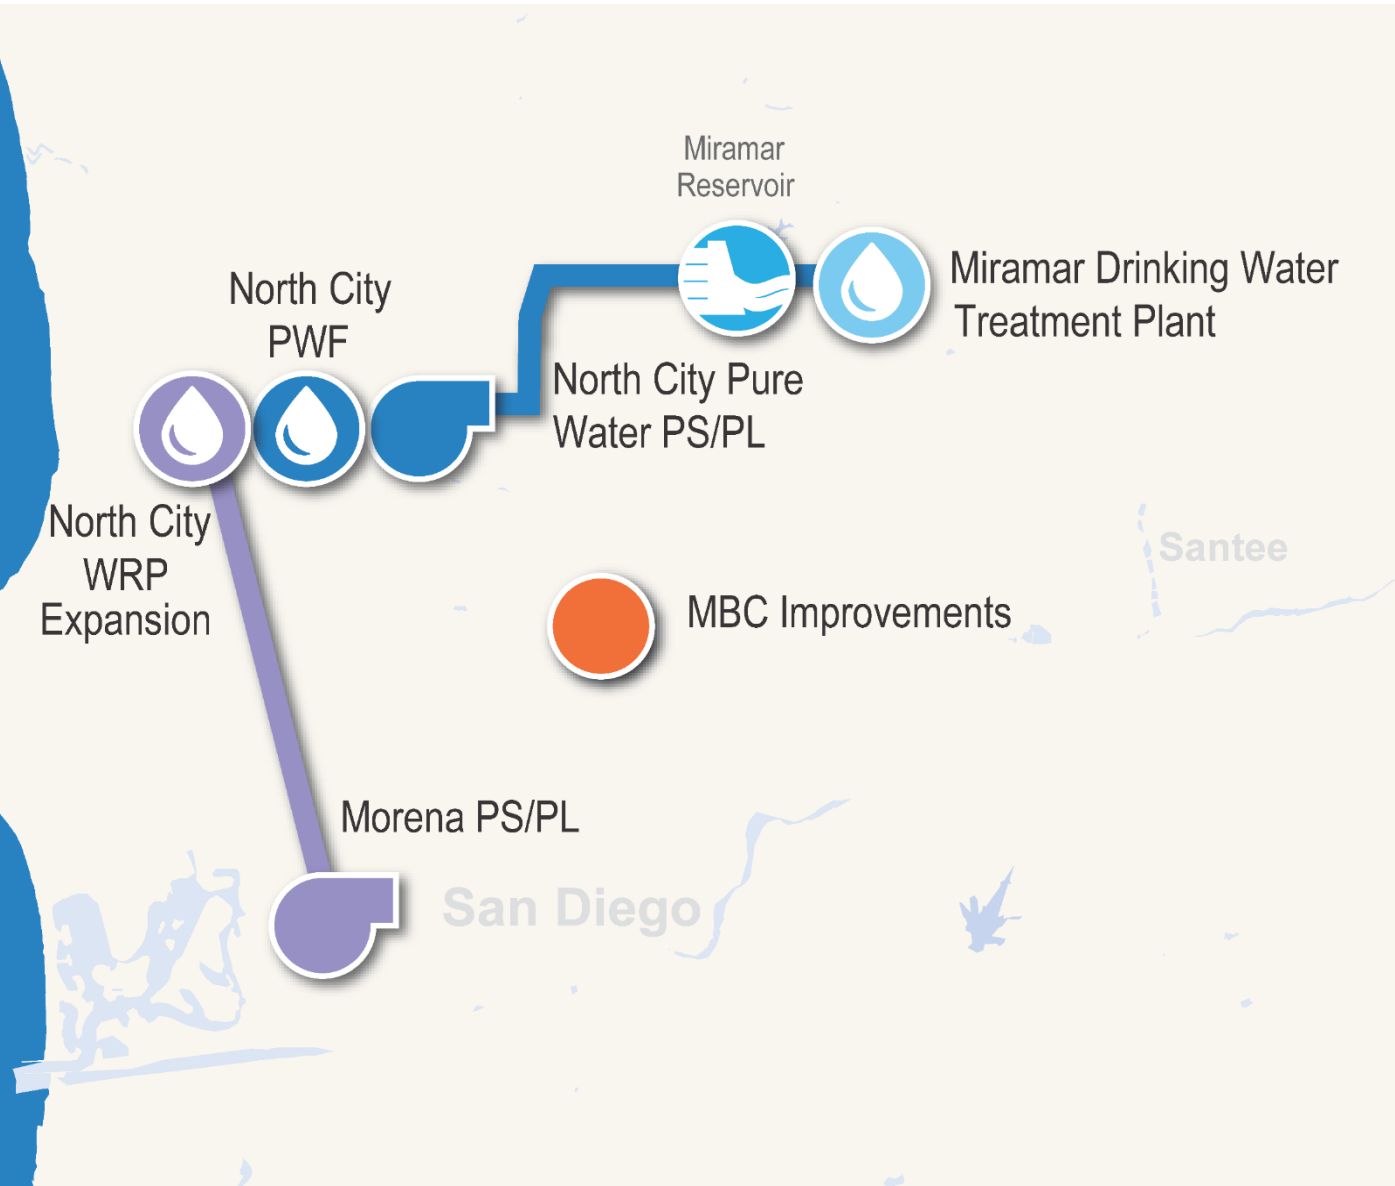 Miramar
Reservoir
Miramar Drinking Water
Treatment Plant
North City
PWF
North City Pure
Water PS/PL
North City
WRP
Expansion
Santee
MBC Improvements
Morena PS/PL
San Diego